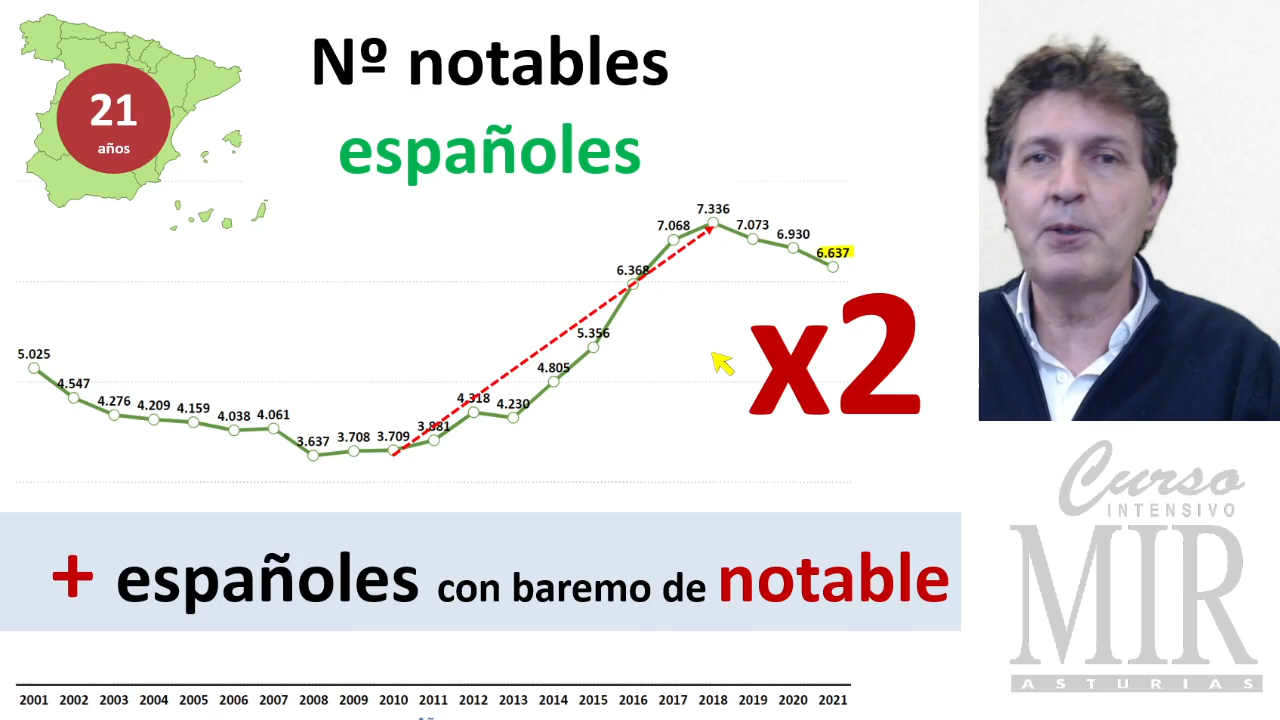 21
años
Nº notables
españoles
5.025
4.547
4.276
4.209
4.159
4.038
4.061
3.637
3.708
3.709
3.881
4.318
4.230
4.805
5.356
6.368
7.068
7.336
7.073
6.930
6.637
x2
+ españoles con baremo de notable
2001 2002 2003 2004 2005 2006 2007 2008 2009 2010 2011 2012 2013 2014 2015 2016 2017 2018 2019 2020 2021
Curso
INTENSIVO
MIR
ASTURIAS